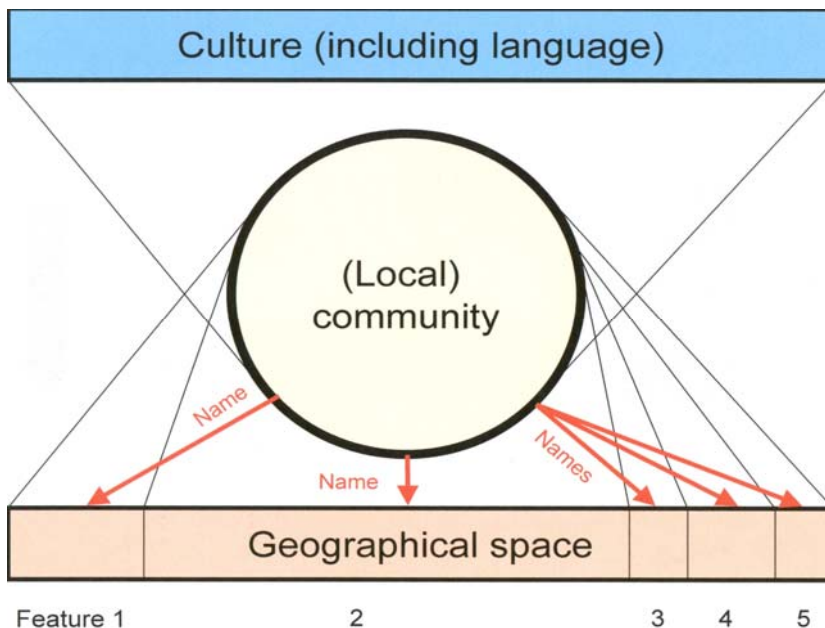 Culture (including language)
(Local)
community
Name
Name
Names
Geographical space
Feature 1 2 3 4 5